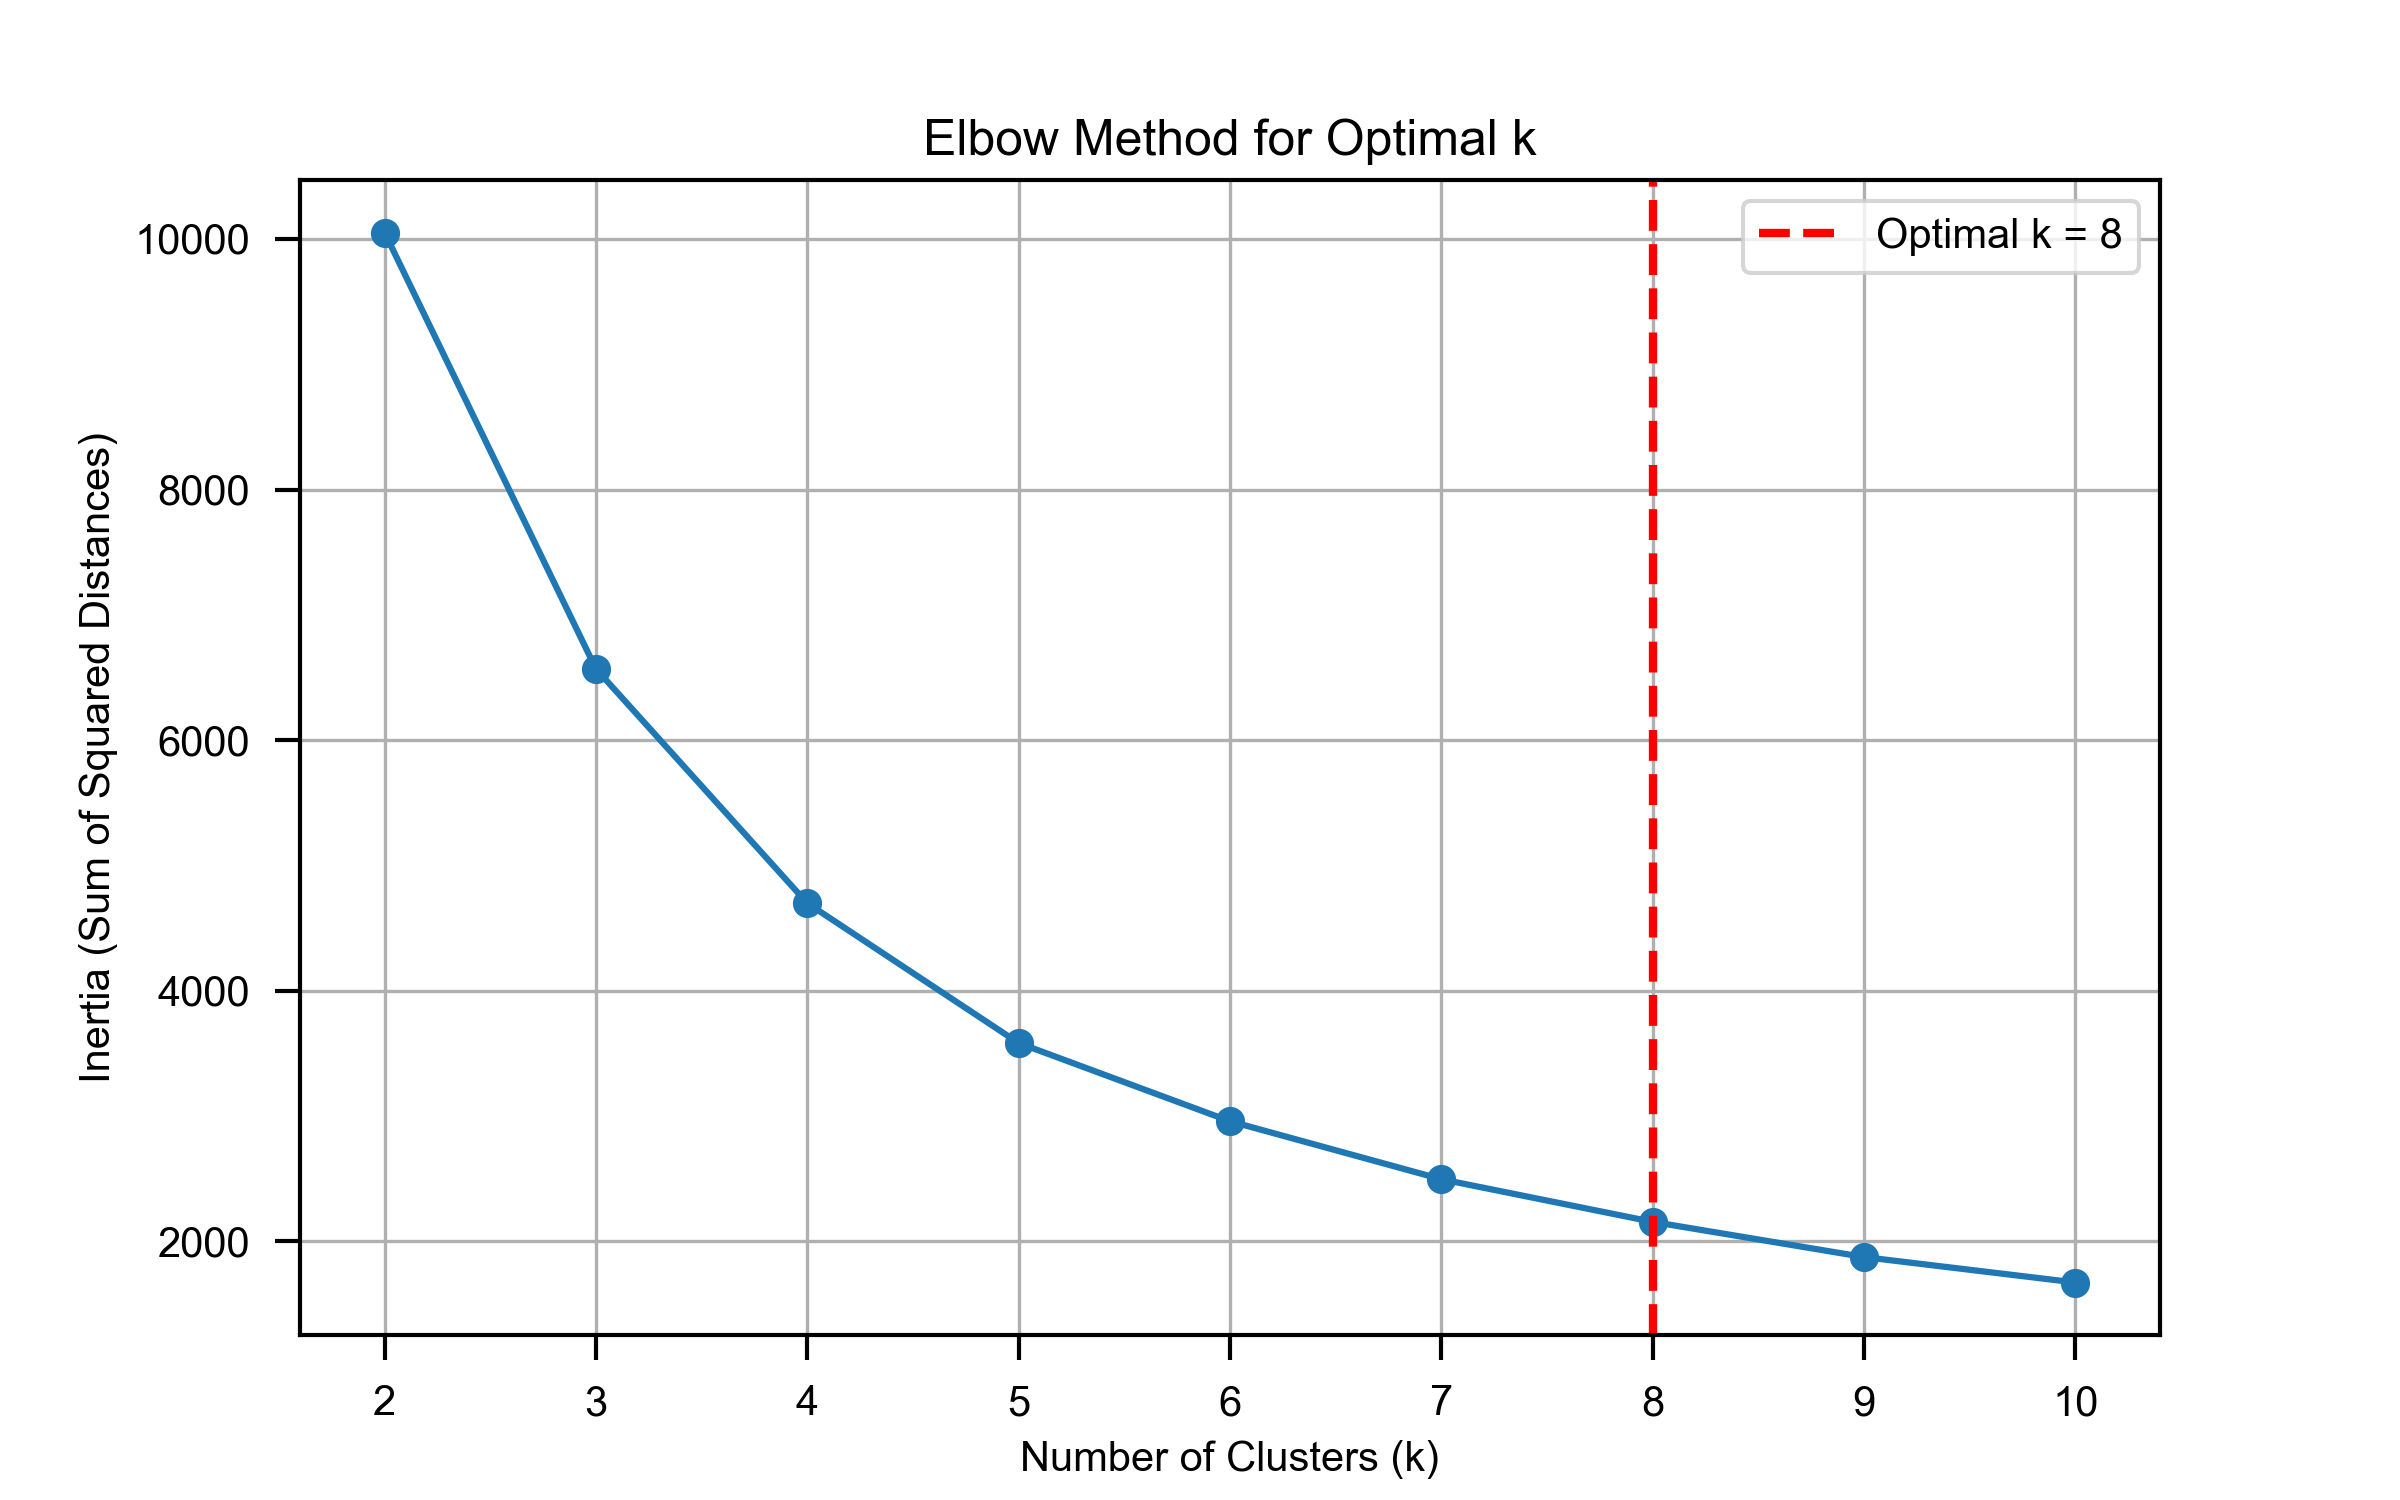 Elbow Method for Optimal k
Optimal k = 8
Inertia (Sum of Squared Distances)
10000
8000
6000
4000
2000
2 3 4 5 6 7 8 9 10
Number of Clusters (k)